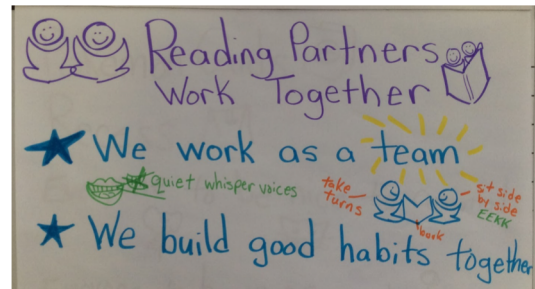 Reading Partners
Work Together
We work as a team
quiet whisper voices
take
turns
sit side
by side
EEKK
book
We build good habits together